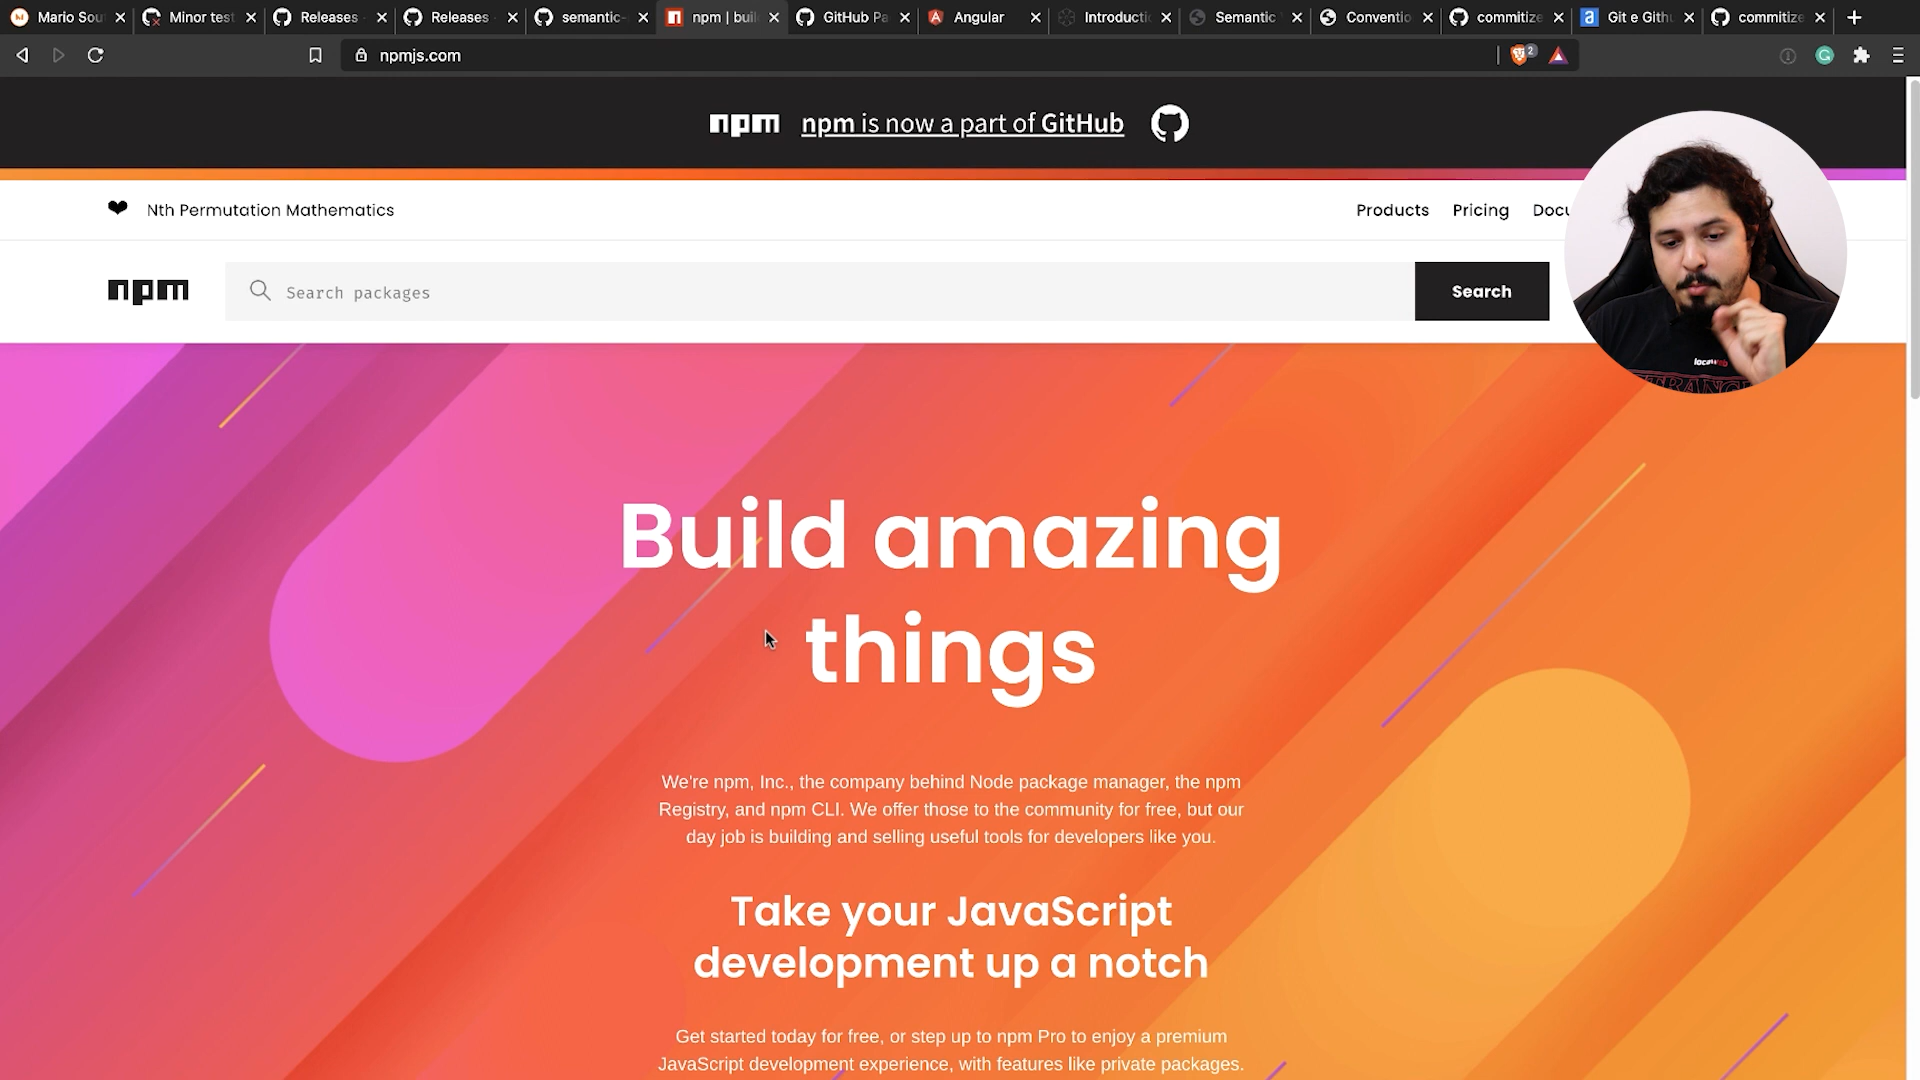 Mario Sou
Minor test
Releases
Releases
semantic-
npm | buil
GitHub Pa
Angular
Introducti
Semantic
Conventio
commitize
Git e Gith
commitize
npmjs.com
2
npm npm is now a part of GitHub
Nth Permutation Mathematics
Products
Pricing
Docu
npm
Search packages
Search
locaweb
STRANG
Build amazing
things
We're npm, Inc., the company behind Node package manager, the npm
Registry, and npm CLI. We offer those to the community for free, but our
day job is building and selling useful tools for developers like you.
Take your JavaScript
development up a notch
Get started today for free, or step up to npm Pro to enjoy a premium
JavaScript development experience, with features like private packages.